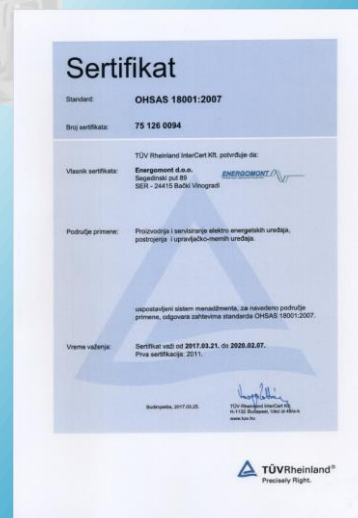 Sertifikat
Standard: OHSAS 18001:2007
Broj sertifikata: 75 126 0094
TÜV Rheinland InterCert Kft. potvrđuje da:
Vlasnik sertifikata: Energomont d.o.o.
Segedinski put 89
SER - 24415 Bački Vinogradi
ENERGOMONT
Područje primene: Proizvodnja i servisiranje elektro energetskih uređaja,
postrojenja i upravljačko-mernih uređaja.
uspostavljeni sistem menadžmenta, za navedeno područje
primene, odgovara zahtevima standarda OHSAS 18001:2007.
Vreme važenja: Sertifikat važi od 2017.03.21. do 2020.02.07.
Prva sertifikacija: 2011.
Budimpešta, 2017.03.25.
TÜV Rheinland InterCert Kft.
H-1132 Budapest, Váci út
www.tuv.hu
TÜVRheinland®
Precisely Right.